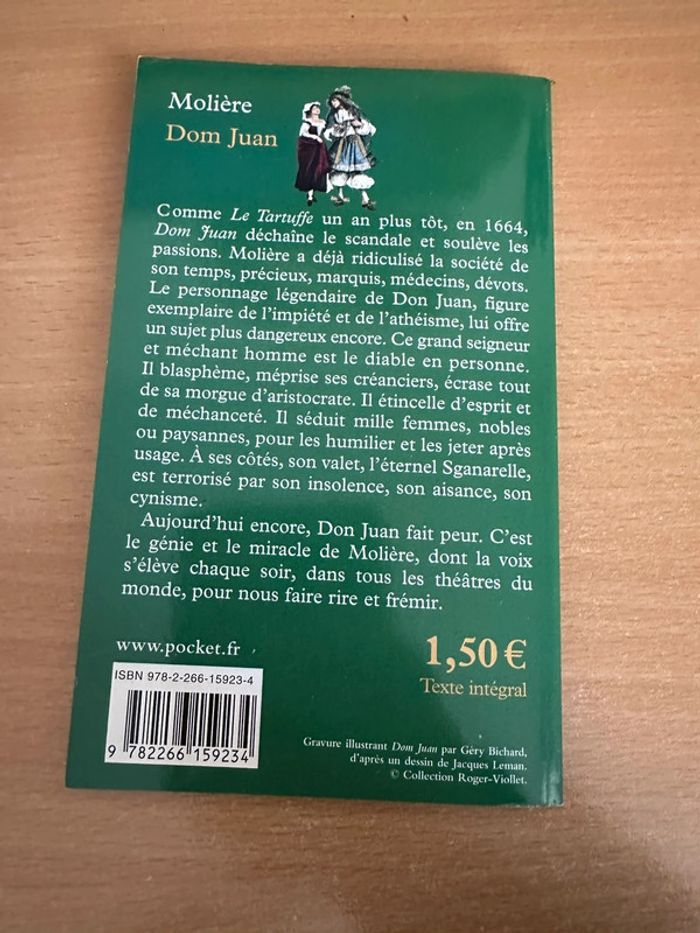 Molière
Dom Juan
Comme Le Tartuffe un an plus tôt, en 1664,
Dom Juan déchaîne le scandale et soulève les
passions. Molière a déjà ridiculisé la société de
son temps, précieux, marquis, médecins, dévots.
Le personnage légendaire de Don Juan, figure
exemplaire de l'impiété et de l'athéisme, lui offre
un sujet plus dangereux encore. Ce grand seigneur
et méchant homme est le diable en personne.
Il blasphème, méprise ses créanciers, écrase tout
de sa morgue d'aristocrate. Il étincelle d'esprit et
de méchanceté. Il séduit mille femmes, nobles
ou paysannes, pour les humilier et les jeter après
usage. À ses côtés, son valet, l'éternel Sganarelle,
est terrorisé par son insolence, son aisance, son
cynisme.
Aujourd'hui encore, Don Juan fait peur. C'est
le génie et le miracle de Molière, dont la voix
s'élève chaque soir, dans tous les théâtres du
monde, pour nous faire rire et frémir.
www.pocket.fr
1,50 €
Texte intégral
ISBN 978-2-266-15923-4
9 782266 159234
Gravure illustrant Dom Juan par Géry Bichard,
d'après un dessin de Jacques Leman.
© Collection Roger-Viollet.